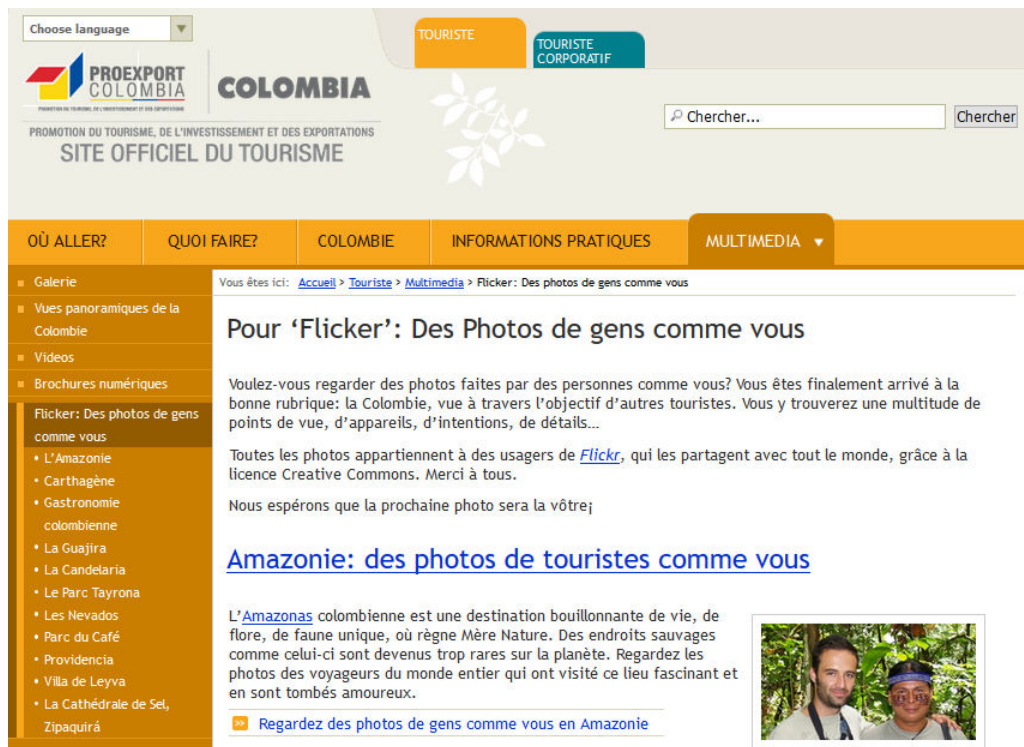 Choose language
TOURISTE
TOURISTE
CORPORATIF
PROEXPORT
COLOMBIA
COLOMBIA
PROMOTION DU TOURISME, DE L'INVESTISSEMENT ET DES EXPORTATIONS
PROMOTION DU TOURISME, DE L'INVESTISSEMENT ET DES EXPORTATIONS
SITE OFFICIEL DU TOURISME
Chercher...
Chercher
OÙ ALLER?
QUOI FAIRE?
COLOMBIE
INFORMATIONS PRATIQUES
MULTIMEDIA
Galerie
Vues panoramiques de la
Colombie
Videos
Brochures numériques
Flicker: Des photos de gens
comme vous
• L'Amazonie
• Carthagène
• Gastronomie
colombienne
• La Guajira
• La Candelaria
• Le Parc Tayrona
• Les Nevados
• Parc du Café
• Providencia
• Villa de Leyva
• La Cathédrale de Sel,
Zipaquirá
Vous êtes ici: Accueil > Touriste > Multimedia > Flicker: Des photos de gens comme vous
Pour ‘Flicker’: Des Photos de gens comme vous
Voulez-vous regarder des photos faites par des personnes comme vous? Vous êtes finalement arrivé à la
bonne rubrique: la Colombie, vue à travers l’objectif d’autres touristes. Vous y trouverez une multitude de
points de vue, d’appareils, d’intentions, de détails…
Toutes les photos appartiennent à des usagers de Flickr, qui les partagent avec tout le monde, grâce à la
licence Creative Commons. Merci à tous.
Nous espérons que la prochaine photo sera la vôtre¡
Amazonie: des photos de touristes comme vous
L’Amazonas colombienne est une destination bouillonnante de vie, de
flore, de faune unique, où règne Mère Nature. Des endroits sauvages
comme celui-ci sont devenus trop rares sur la planète. Regardez les
photos des voyageurs du monde entier qui ont visité ce lieu fascinant et
en sont tombés amoureux.
Regardez des photos de gens comme vous en Amazonie